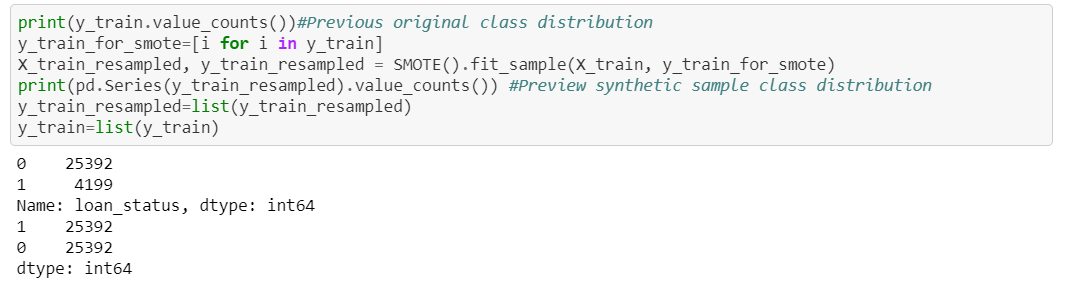 print(y_train.value_counts())#Previous original class distribution
y_train_for_smote=[i for i in y_train]
X_train_resampled, y_train_resampled = SMOTE().fit_sample(X_train, y_train_for_smote)
print(pd.Series(y_train_resampled).value_counts()) #Preview synthetic sample class distribution
y_train_resampled=list(y_train_resampled)
y_train=list(y_train)
0    25392
1     4199
Name: loan_status, dtype: int64
1    25392
0    25392
dtype: int64